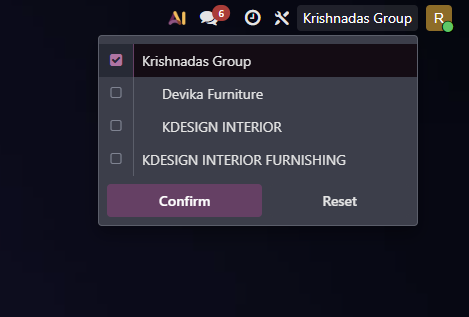 AI 6 Krishnadas Group R
Krishnadas Group
Devika Furniture
KDESIGN INTERIOR
KDESIGN INTERIOR FURNISHING
Confirm Reset